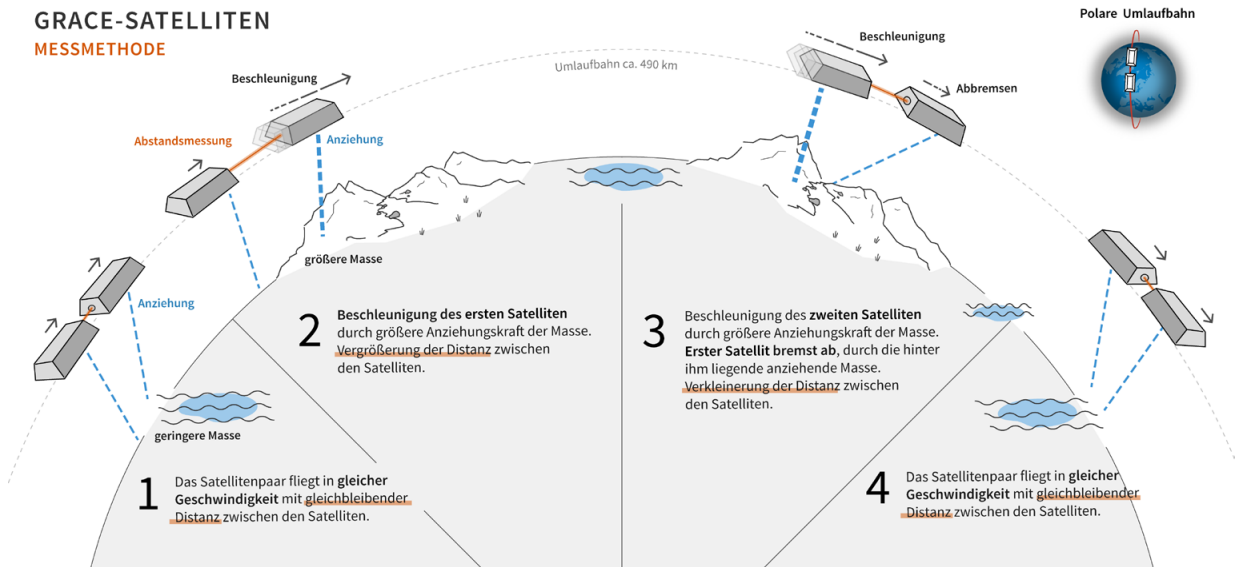 GRACE-SATELLITEN
MESSMETHODE
Polare Umlaufbahn
Beschleunigung
Umlaufbahn ca. 490 km
Beschleunigung
Abbremsen
Abstandsmessung
Anziehung
größere Masse
Anziehung
2
Beschleunigung des ersten Satelliten
durch größere Anziehungskraft der Masse.
Vergrößerung der Distanz zwischen
den Satelliten.
3
Beschleunigung des zweiten Satelliten
durch größere Anziehungskraft der Masse.
Erster Satellit bremst ab, durch die hinter
ihm liegende anziehende Masse.
Verkleinerung der Distanz zwischen
den Satelliten.
geringere Masse
1
Das Satellitenpaar fliegt in gleicher
Geschwindigkeit mit gleichbleibender
Distanz zwischen den Satelliten.
4
Das Satellitenpaar fliegt in gleicher
Geschwindigkeit mit gleichbleibender
Distanz zwischen den Satelliten.